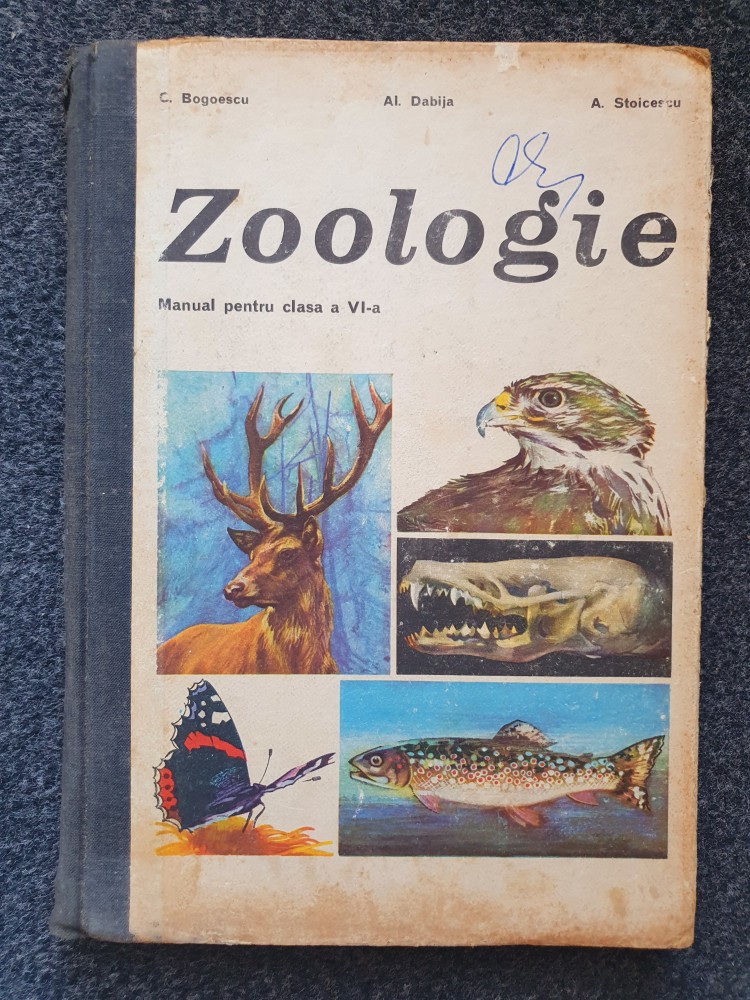 C. Bogoescu Al. Dabija A. Stoicescu
Zoologie
Manual pentru clasa a VI-a